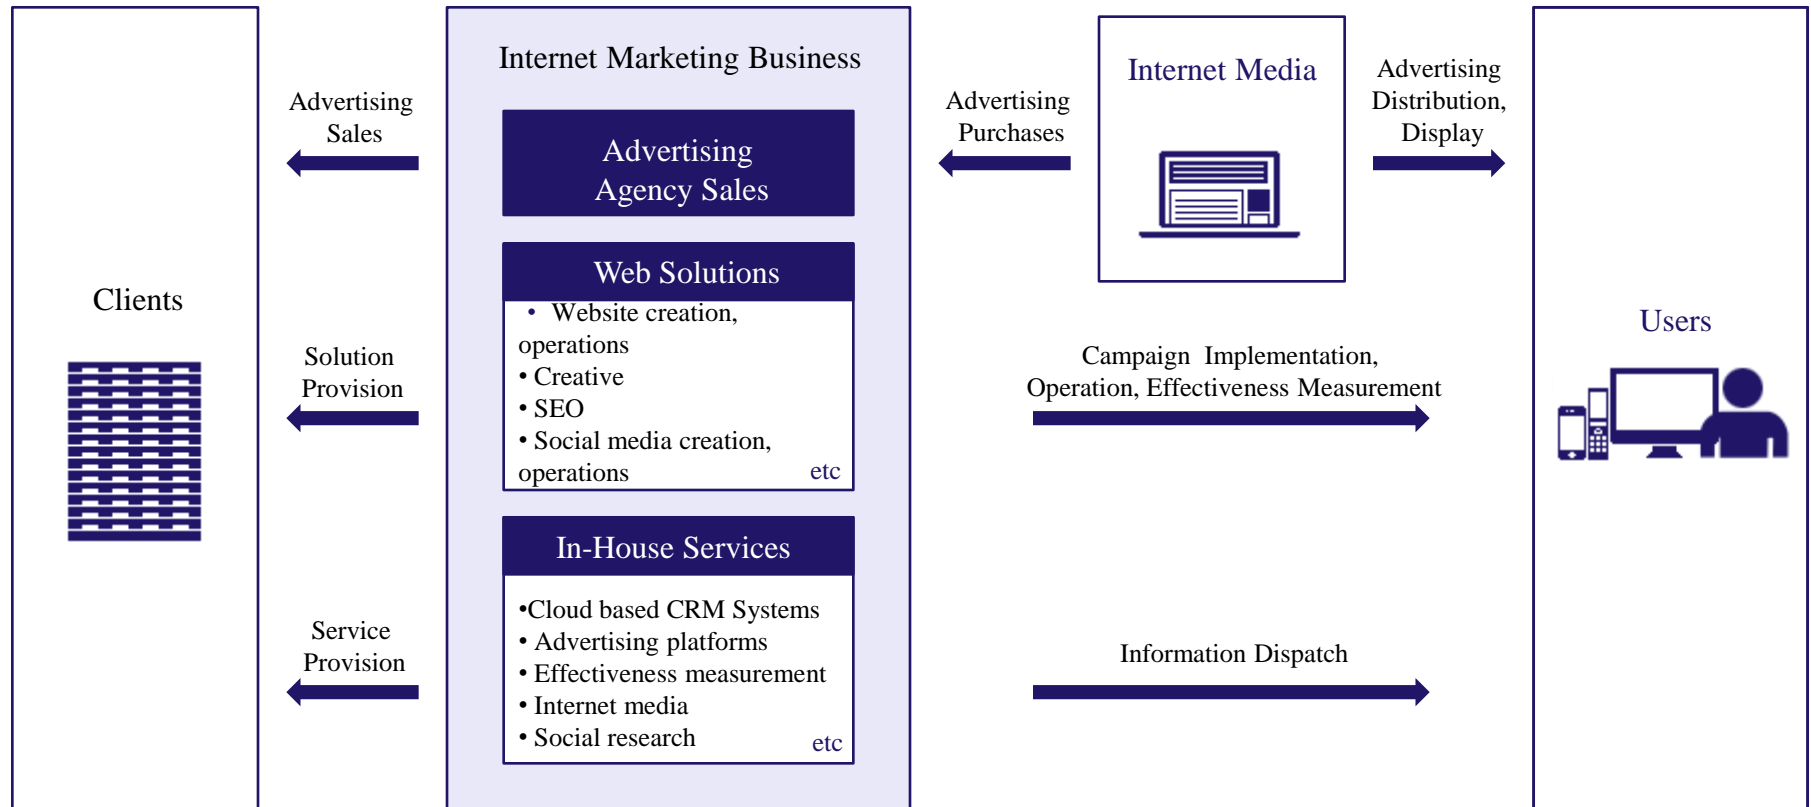 Clients
Advertising
Sales
Solution
Provision
Service
Provision
Internet Marketing Business
Advertising
Agency Sales
Web Solutions
• Website creation,
operations
• Creative
• SEO
• Social media creation,
operations
etc
In-House Services
•Cloud based CRM Systems
• Advertising platforms
• Effectiveness measurement
• Internet media
• Social research
etc
Advertising
Purchases
Internet Media
Advertising
Distribution,
Display
Campaign Implementation,
Operation, Effectiveness Measurement
Information Dispatch
Users